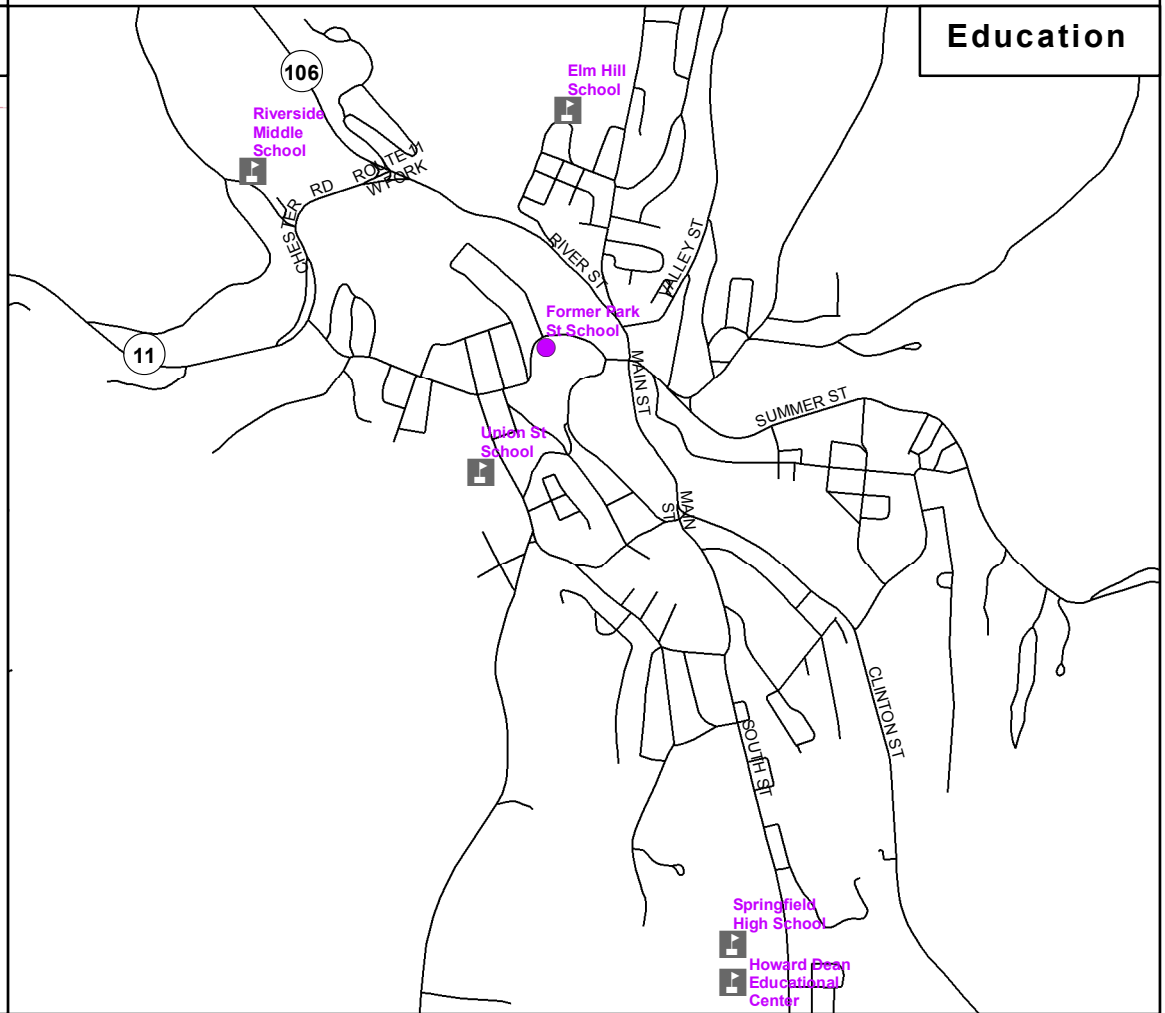 Education
106
Elm Hill
School
Riverside
Middle
School
ROUTE 11
W FORK
RD
CHESTER
RIVER ST
VALLEY ST
Former Park
St School
11
MAIN ST
SUMMER ST
Union St
School
MAIN
ST
CLINTON ST
SOUTH ST
Springfield
High School
Howard Dean
Educational
Center